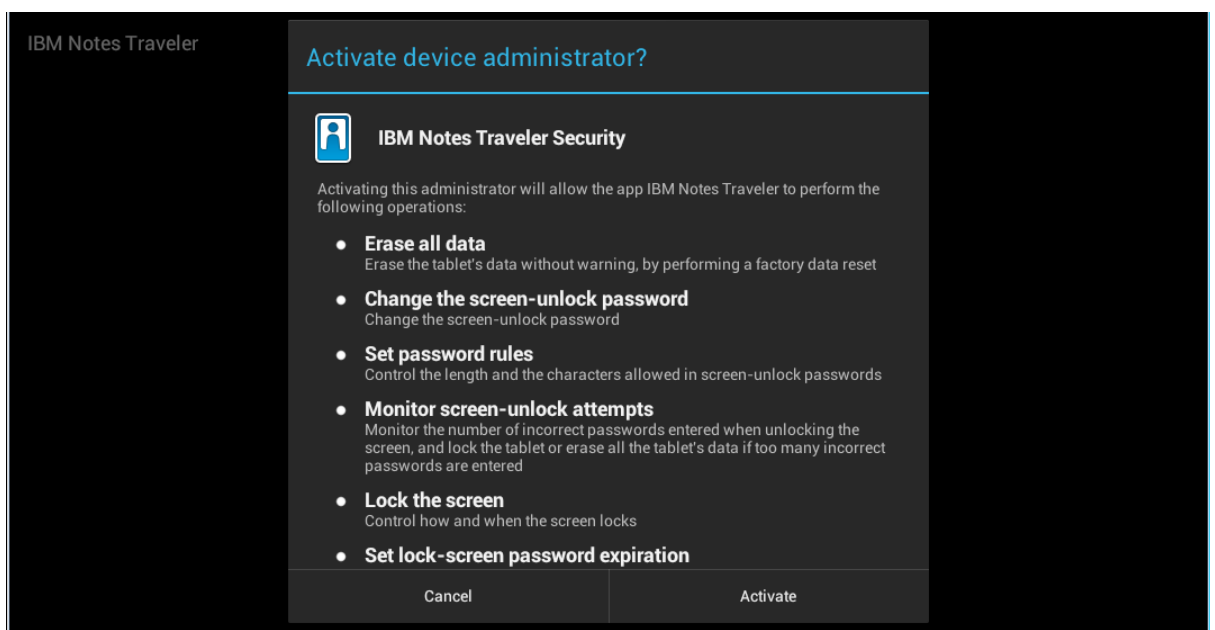 IBM Notes Traveler
Activate device administrator?
IBM Notes Traveler Security
Activating this administrator will allow the app IBM Notes Traveler to perform the
following operations:
Erase all data
Erase the tablet's data without warning, by performing a factory data reset
Change the screen-unlock password
Change the screen-unlock password
Set password rules
Control the length and the characters allowed in screen-unlock passwords
Monitor screen-unlock attempts
Monitor the number of incorrect passwords entered when unlocking the
screen, and lock the tablet or erase all the tablet's data if too many incorrect
passwords are entered
Lock the screen
Control how and when the screen locks
Set lock-screen password expiration
Cancel
Activate